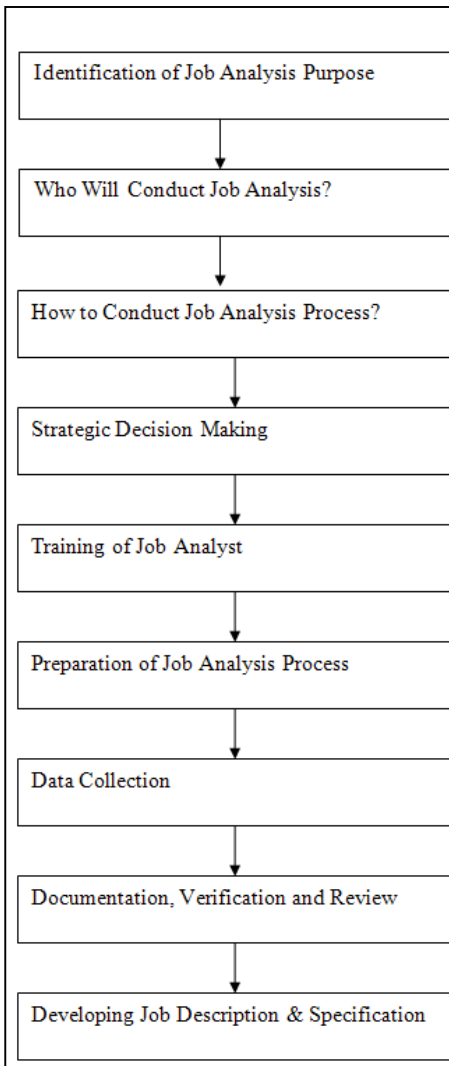 Identification of Job Analysis Purpose
Who Will Conduct Job Analysis?
How to Conduct Job Analysis Process?
Strategic Decision Making
Training of Job Analyst
Preparation of Job Analysis Process
Data Collection
Documentation, Verification and Review
Developing Job Description & Specification